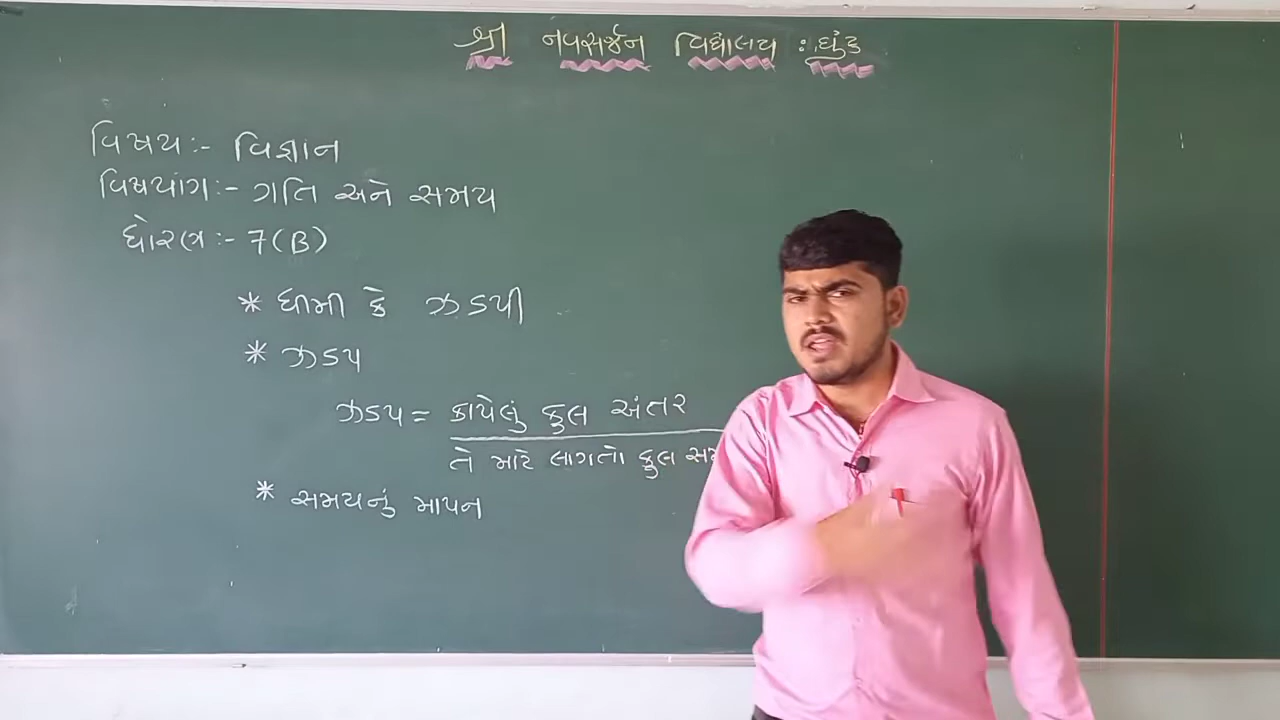 શ્રી નવસર્જન વિદ્યાલય : ઘુંટુ
વિષય:- વિજ્ઞાન
વિષયાંગ:- ગતિ અને સમય
ધોરણ:- 7(B)
* ધીમી કે ઝડપી
* ઝડપ
ઝડપ = કાપેલું કુલ અંતર
તે માટે લાગતો કુલ
* સમયનું માપન